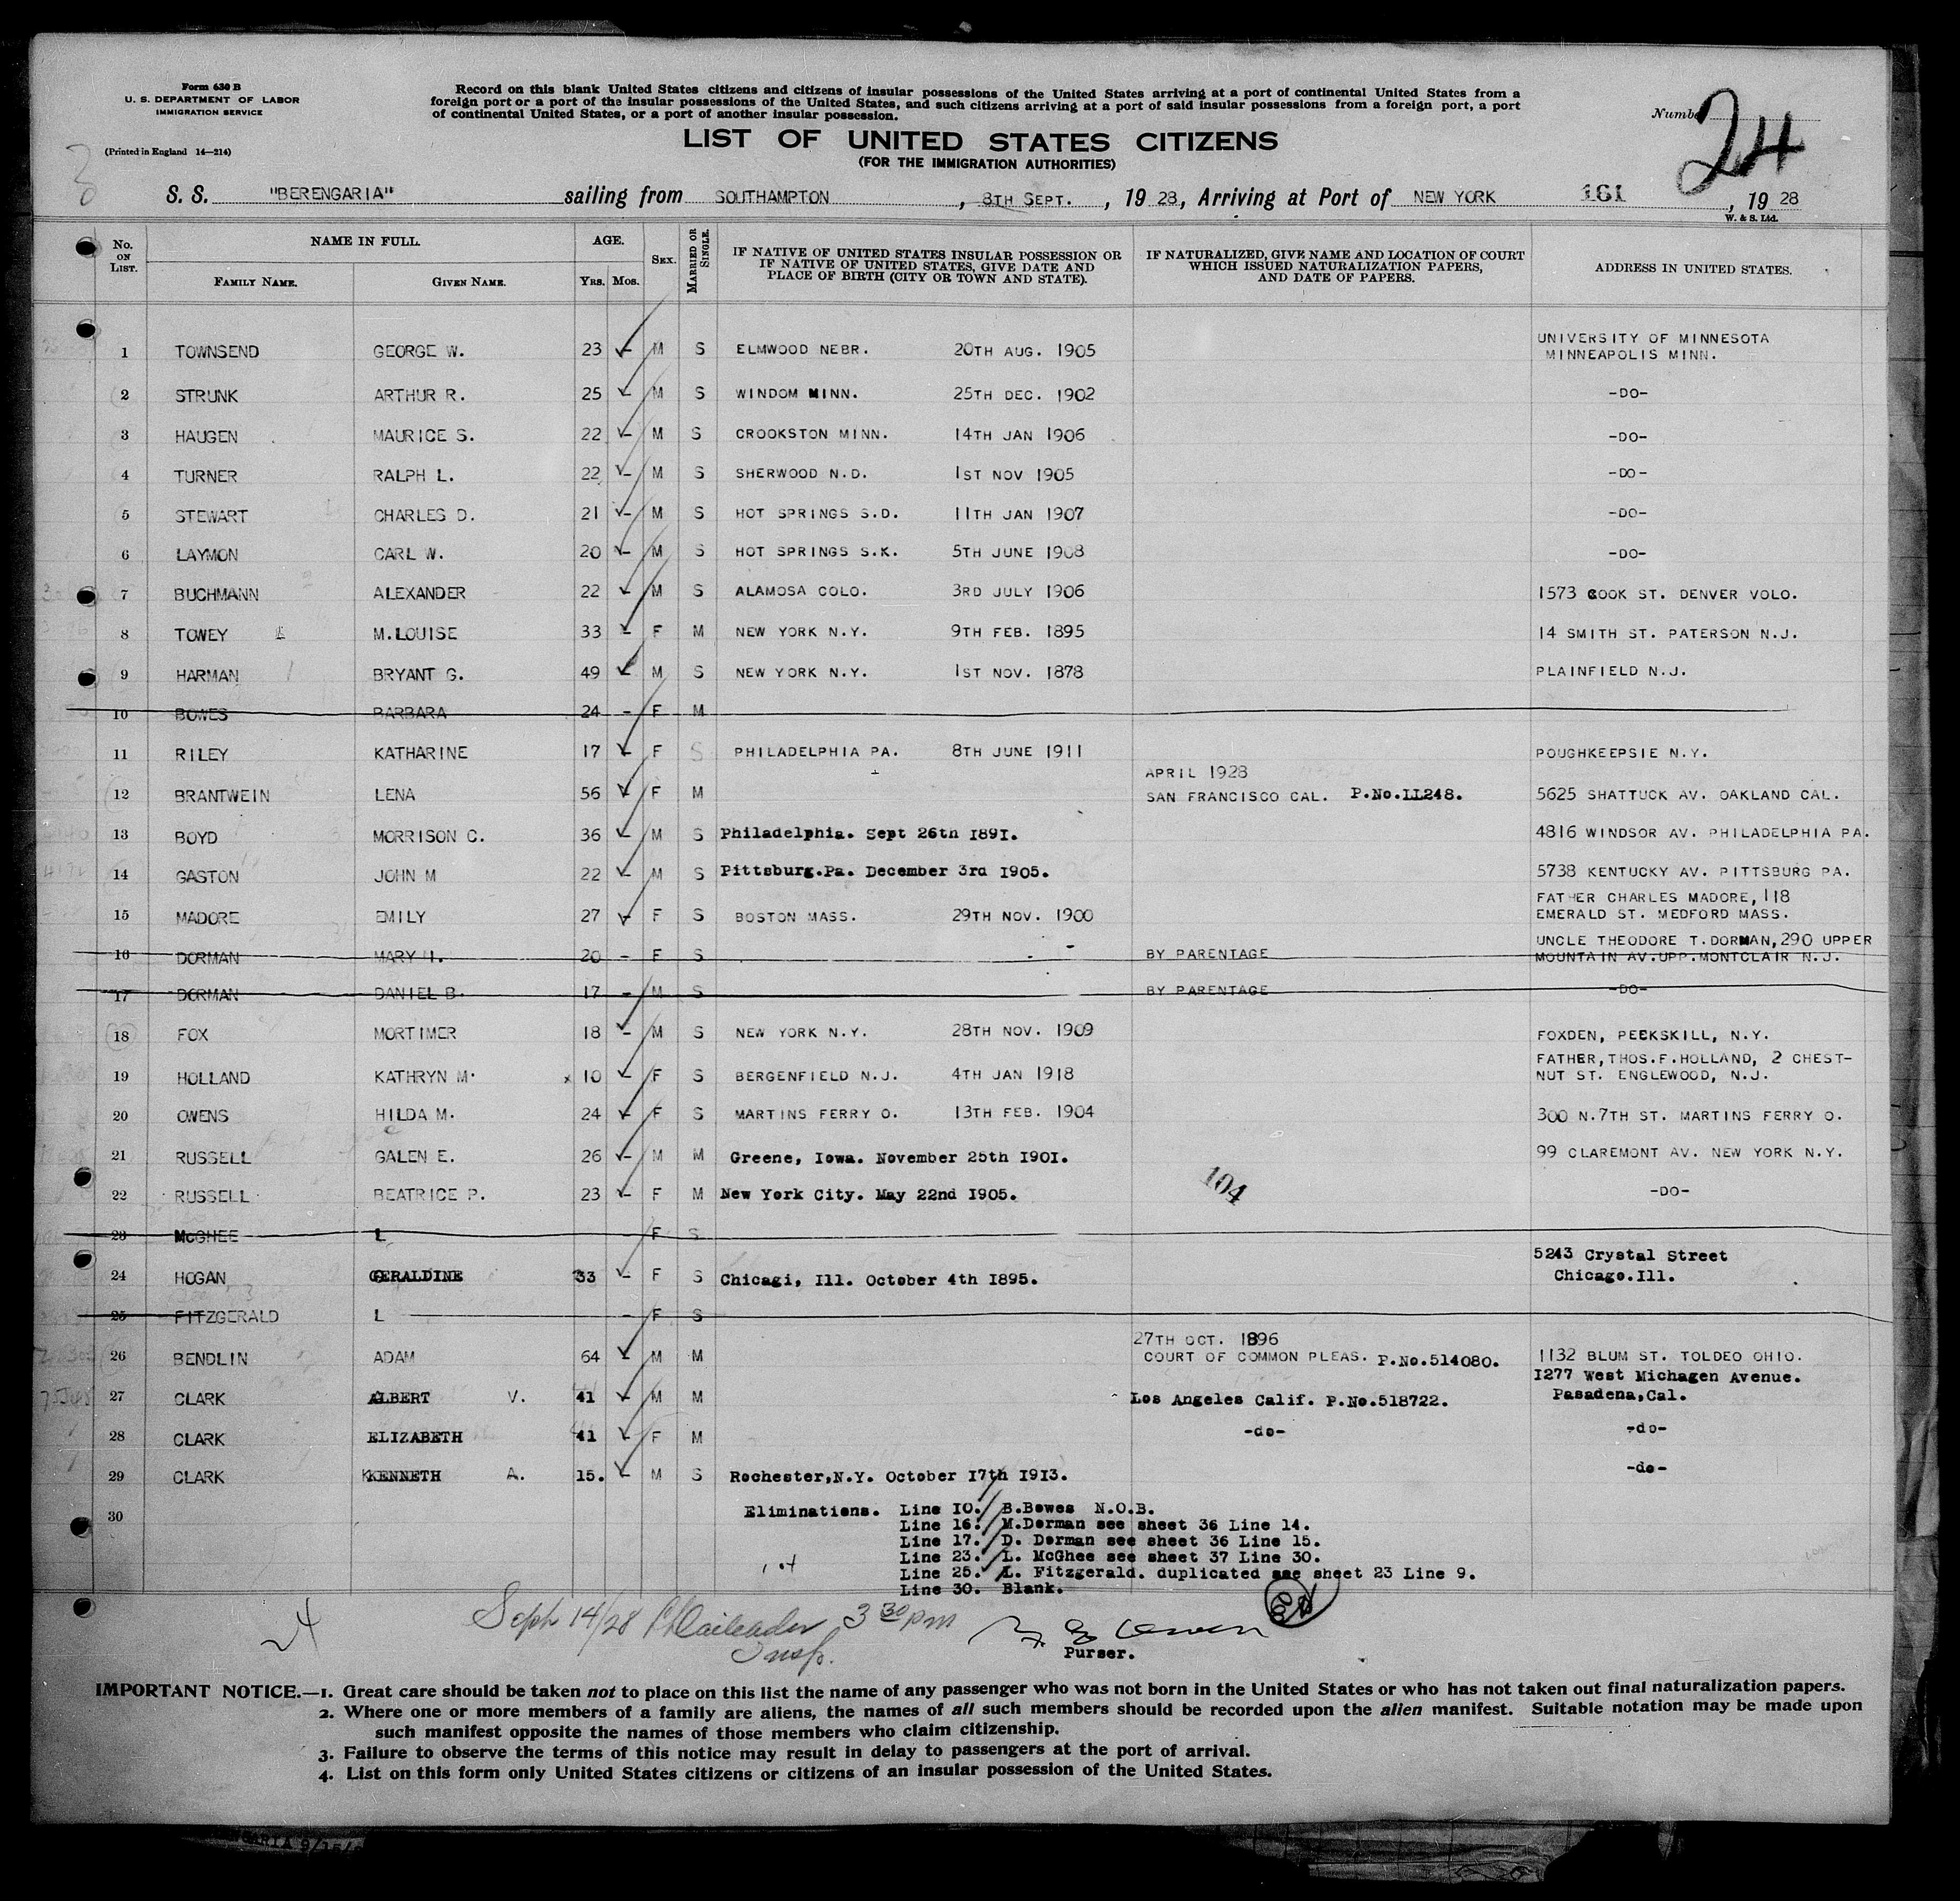 Form 630 B
U. S. DEPARTMENT OF LABOR
IMMIGRATION SERVICE
(Printed in England 14—214)
Record on this blank United States citizens and citizens of insular possessions of the United States arriving at a port of continental United States from a
foreign port or a port of the insular possessions of the United States, and such citizens arriving at a port of said insular possessions from a foreign port, a port
of continental United States, or a port of another insular possession.
LIST OF UNITED STATES CITIZENS
(FOR THE IMMIGRATION AUTHORITIES)
Number 24
S. S. "BERENGARIA" sailing from SOUTHAMPTON, 8TH SEPT., 1928, Arriving at Port of NEW YORK 161, 1928
W. & S. Ltd.
No. ON LIST. NAME IN FULL. FAMILY NAME. GIVEN NAME. AGE. YRS. MOS. SEX. MARRIED OR SINGLE. IF NATIVE OF UNITED STATES INSULAR POSSESSION OR IF NATIVE OF UNITED STATES, GIVE DATE AND PLACE OF BIRTH (CITY OR TOWN AND STATE). IF NATURALIZED, GIVE NAME AND LOCATION OF COURT WHICH ISSUED NATURALIZATION PAPERS, AND DATE OF PAPERS. ADDRESS IN UNITED STATES.
1 TOWNSEND GEORGE W. 23 - M S ELMWOOD NEBR. 20TH AUG. 1905 UNIVERSITY OF MINNESOTA MINNEAPOLIS MINN.
2 STRUNK ARTHUR R. 25 - M S WINDOM MINN. 25TH DEC. 1902 -DO-
3 HAUGEN MAURICE S. 22 - M S CROOKSTON MINN. 14TH JAN 1906 -DO-
4 TURNER RALPH L. 22 - M S SHERWOOD N.D. 1ST NOV 1905 -DO-
5 STEWART CHARLES D. 21 - M S HOT SPRINGS S.D. 11TH JAN 1907 -DO-
6 LAYMON CARL W. 20 - M S HOT SPRINGS S.K. 5TH JUNE 1908 -DO-
7 BUCHMANN ALEXANDER 22 - M S ALAMOSA COLO. 3RD JULY 1906 1573 COOK ST. DENVER VOLO.
8 TOWEY M.LOUISE 33 - F M NEW YORK N.Y. 9TH FEB. 1895 14 SMITH ST. PATERSON N.J.
9 HARMAN BRYANT G. 49 - M S NEW YORK N.Y. 1ST NOV. 1878 PLAINFIELD N.J.
10 BOWES BARBARA 24 - F M
11 RILEY KATHARINE 17 - F S PHILADELPHIA PA. 8TH JUNE 1911 POUGHKEEPSIE N.Y.
APRIL 1928
12 BRANTWEIN LENA 56 - F M SAN FRANCISCO CAL. P.No.LL248. 5625 SHATTUCK AV. OAKLAND CAL.
13 BOYD MORRISON C. 36 - M S Philadelphia. Sept 26th 1891. 4816 WINDSOR AV. PHILADELPHIA PA.
14 GASTON JOHN M 22 - M S Pittsburg.Pa. December 3rd 1905. 5738 KENTUCKY AV. PITTSBURG PA.
15 MADORE EMILY 27 - F S BOSTON MASS. 29TH NOV. 1900 FATHER CHARLES MADORE, 118 EMERALD ST. MEDFORD MASS.
16 DORMAN MARY H. 20 - F S BY PARENTAGE UNCLE THEODORE T.DORMAN, 290 UPPER MOUNTAIN AV.UPP.MONTCLAIR N.J.
17 DORMAN DANIEL B. 17 - M S BY PARENTAGE -DO-
18 FOX MORTIMER 18 - M S NEW YORK N.Y. 28TH NOV. 1909 FOXDEN, PEEKSKILL, N.Y.
19 HOLLAND KATHRYN M. x 10 - F S BERGENFIELD N.J. 4TH JAN 1918 FATHER,THOS.F.HOLLAND, 2 CHEST-NUT ST. ENGLEWOOD, N.J.
20 OWENS HILDA M. 24 - F S MARTINS FERRY O. 13TH FEB. 1904 300 N.7TH ST. MARTINS FERRY O.
21 RUSSELL GALEN E. 26 - M M Greene, Iowa. November 25th 1901. 99 CLAREMONT AV. NEW YORK N.Y.
104
22 RUSSELL BEATRICE P. 23 - F M New York City. May 22nd 1905. -DO-
23 McGHEE L - F S
24 HOGAN GERALDINE 33 - F S Chicagi, Ill. October 4th 1895. 5243 Crystal Street Chicago.Ill.
25 FITZGERALD L - F S
27TH OCT. 1896
26 BENDLIN ADAM 64 - M M COURT OF COMMON PLEAS. P.No.514080. 1132 BLUM ST. TOLDEO OHIO.
27 CLARK ALBERT V. 41 - M M Los Angeles Calif. P.No.518722. 1277 West Michagen Avenue. Pasadena,Cal.
28 CLARK ELIZABETH 41 - F M -do- -do-
29 CLARK KENNETH A. 15. - M S Rochester,N.Y. October 17th 1913. -do-
30
Eliminations. Line 10. B.Bowes N.O.B.
Line 16. M.Dorman see sheet 36 Line 14.
Line 17. D. Dorman see sheet 36 Line 15.
Line 23. L. McGhee see sheet 37 Line 30.
Line 25. L. Fitzgerald. duplicated see sheet 23 Line 9.
Line 30. Blank.
24 Sept 14/28 3 30 pm
Insp.
Purser.
IMPORTANT NOTICE.—1. Great care should be taken not to place on this list the name of any passenger who was not born in the United States or who has not taken out final naturalization papers.
2. Where one or more members of a family are aliens, the names of all such members should be recorded upon the alien manifest. Suitable notation may be made upon
such manifest opposite the names of those members who claim citizenship.
3. Failure to observe the terms of this notice may result in delay to passengers at the port of arrival.
4. List on this form only United States citizens or citizens of an insular possession of the United States.